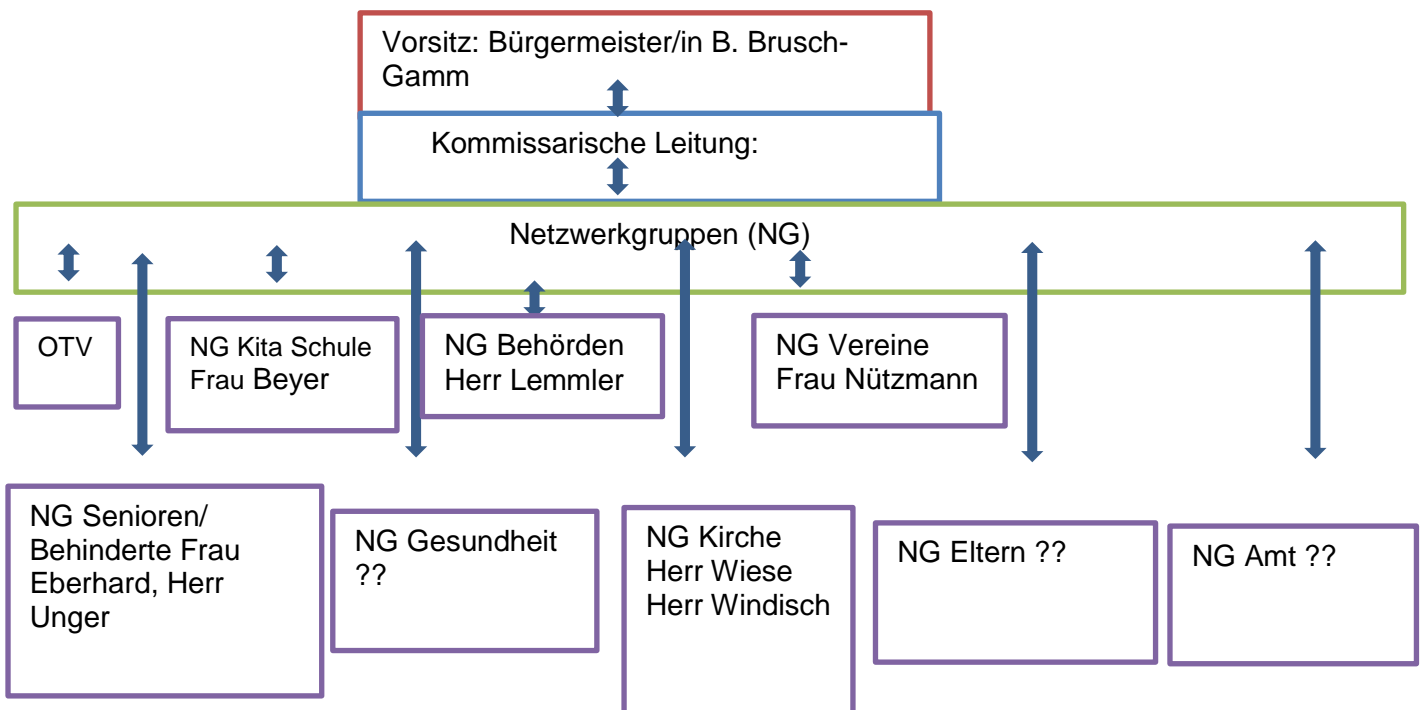 Vorsitz: Bürgermeister/in B. Brusch-
Gamm
Kommissarische Leitung:
Netzwerkgruppen (NG)
OTV
NG Kita Schule
Frau Beyer
NG Behörden
Herr Lemmler
NG Vereine
Frau Nützmann
NG Senioren/
Behinderte Frau
Eberhard, Herr
Unger
NG Gesundheit
??
NG Kirche
Herr Wiese
Herr Windisch
NG Eltern ??
NG Amt ??